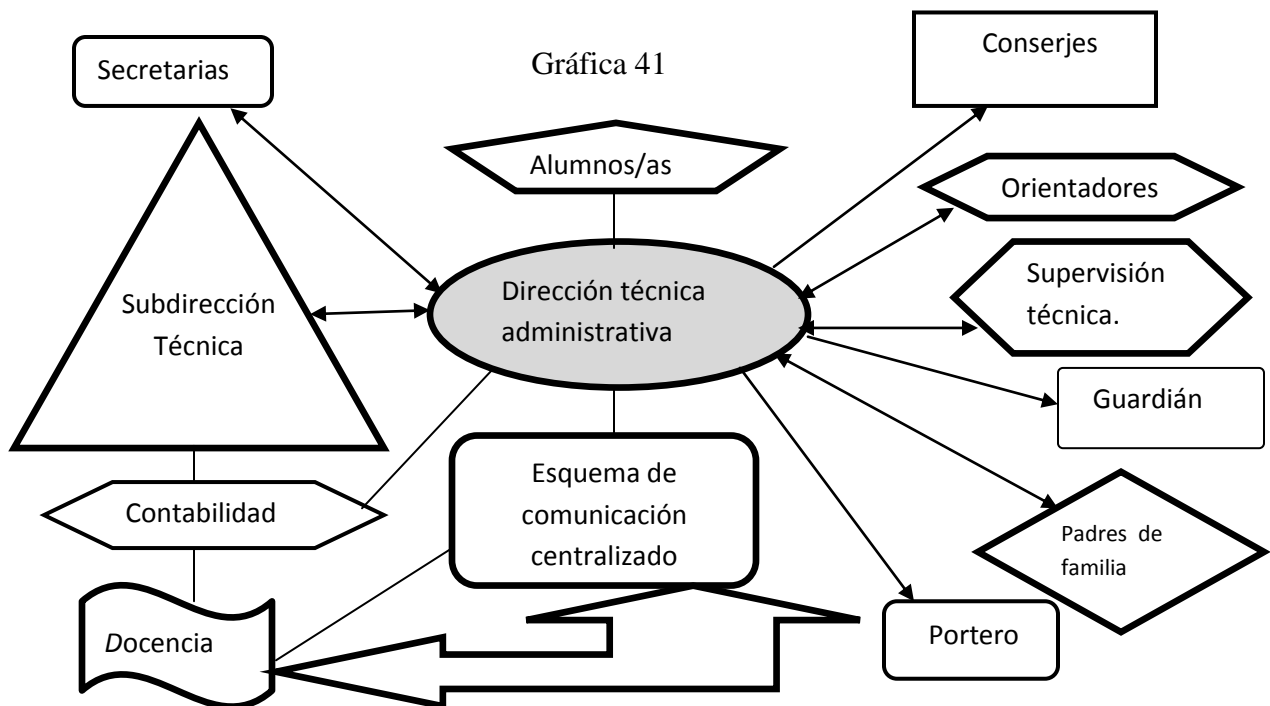 Secretarias
Gráfica 41
Conserjes
Alumnos/as
Orientadores
Subdirección
Técnica
Dirección técnica
administrativa
Supervisión
técnica.
Guardián
Contabilidad
Esquema de
comunicación
centralizado
Padres de
familia
Docencia
Portero